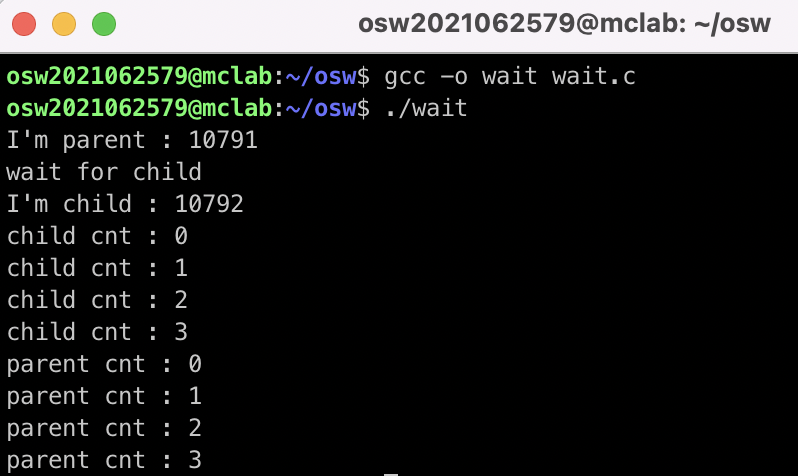 osw2021062579@mclab: ~/osw
osw2021062579@mclab:~/osw$ gcc -o wait wait.c
osw2021062579@mclab:~/osw$ ./wait
I'm parent : 10791
wait for child
I'm child : 10792
child cnt : 0
child cnt : 1
child cnt : 2
child cnt : 3
parent cnt : 0
parent cnt : 1
parent cnt : 2
parent cnt : 3